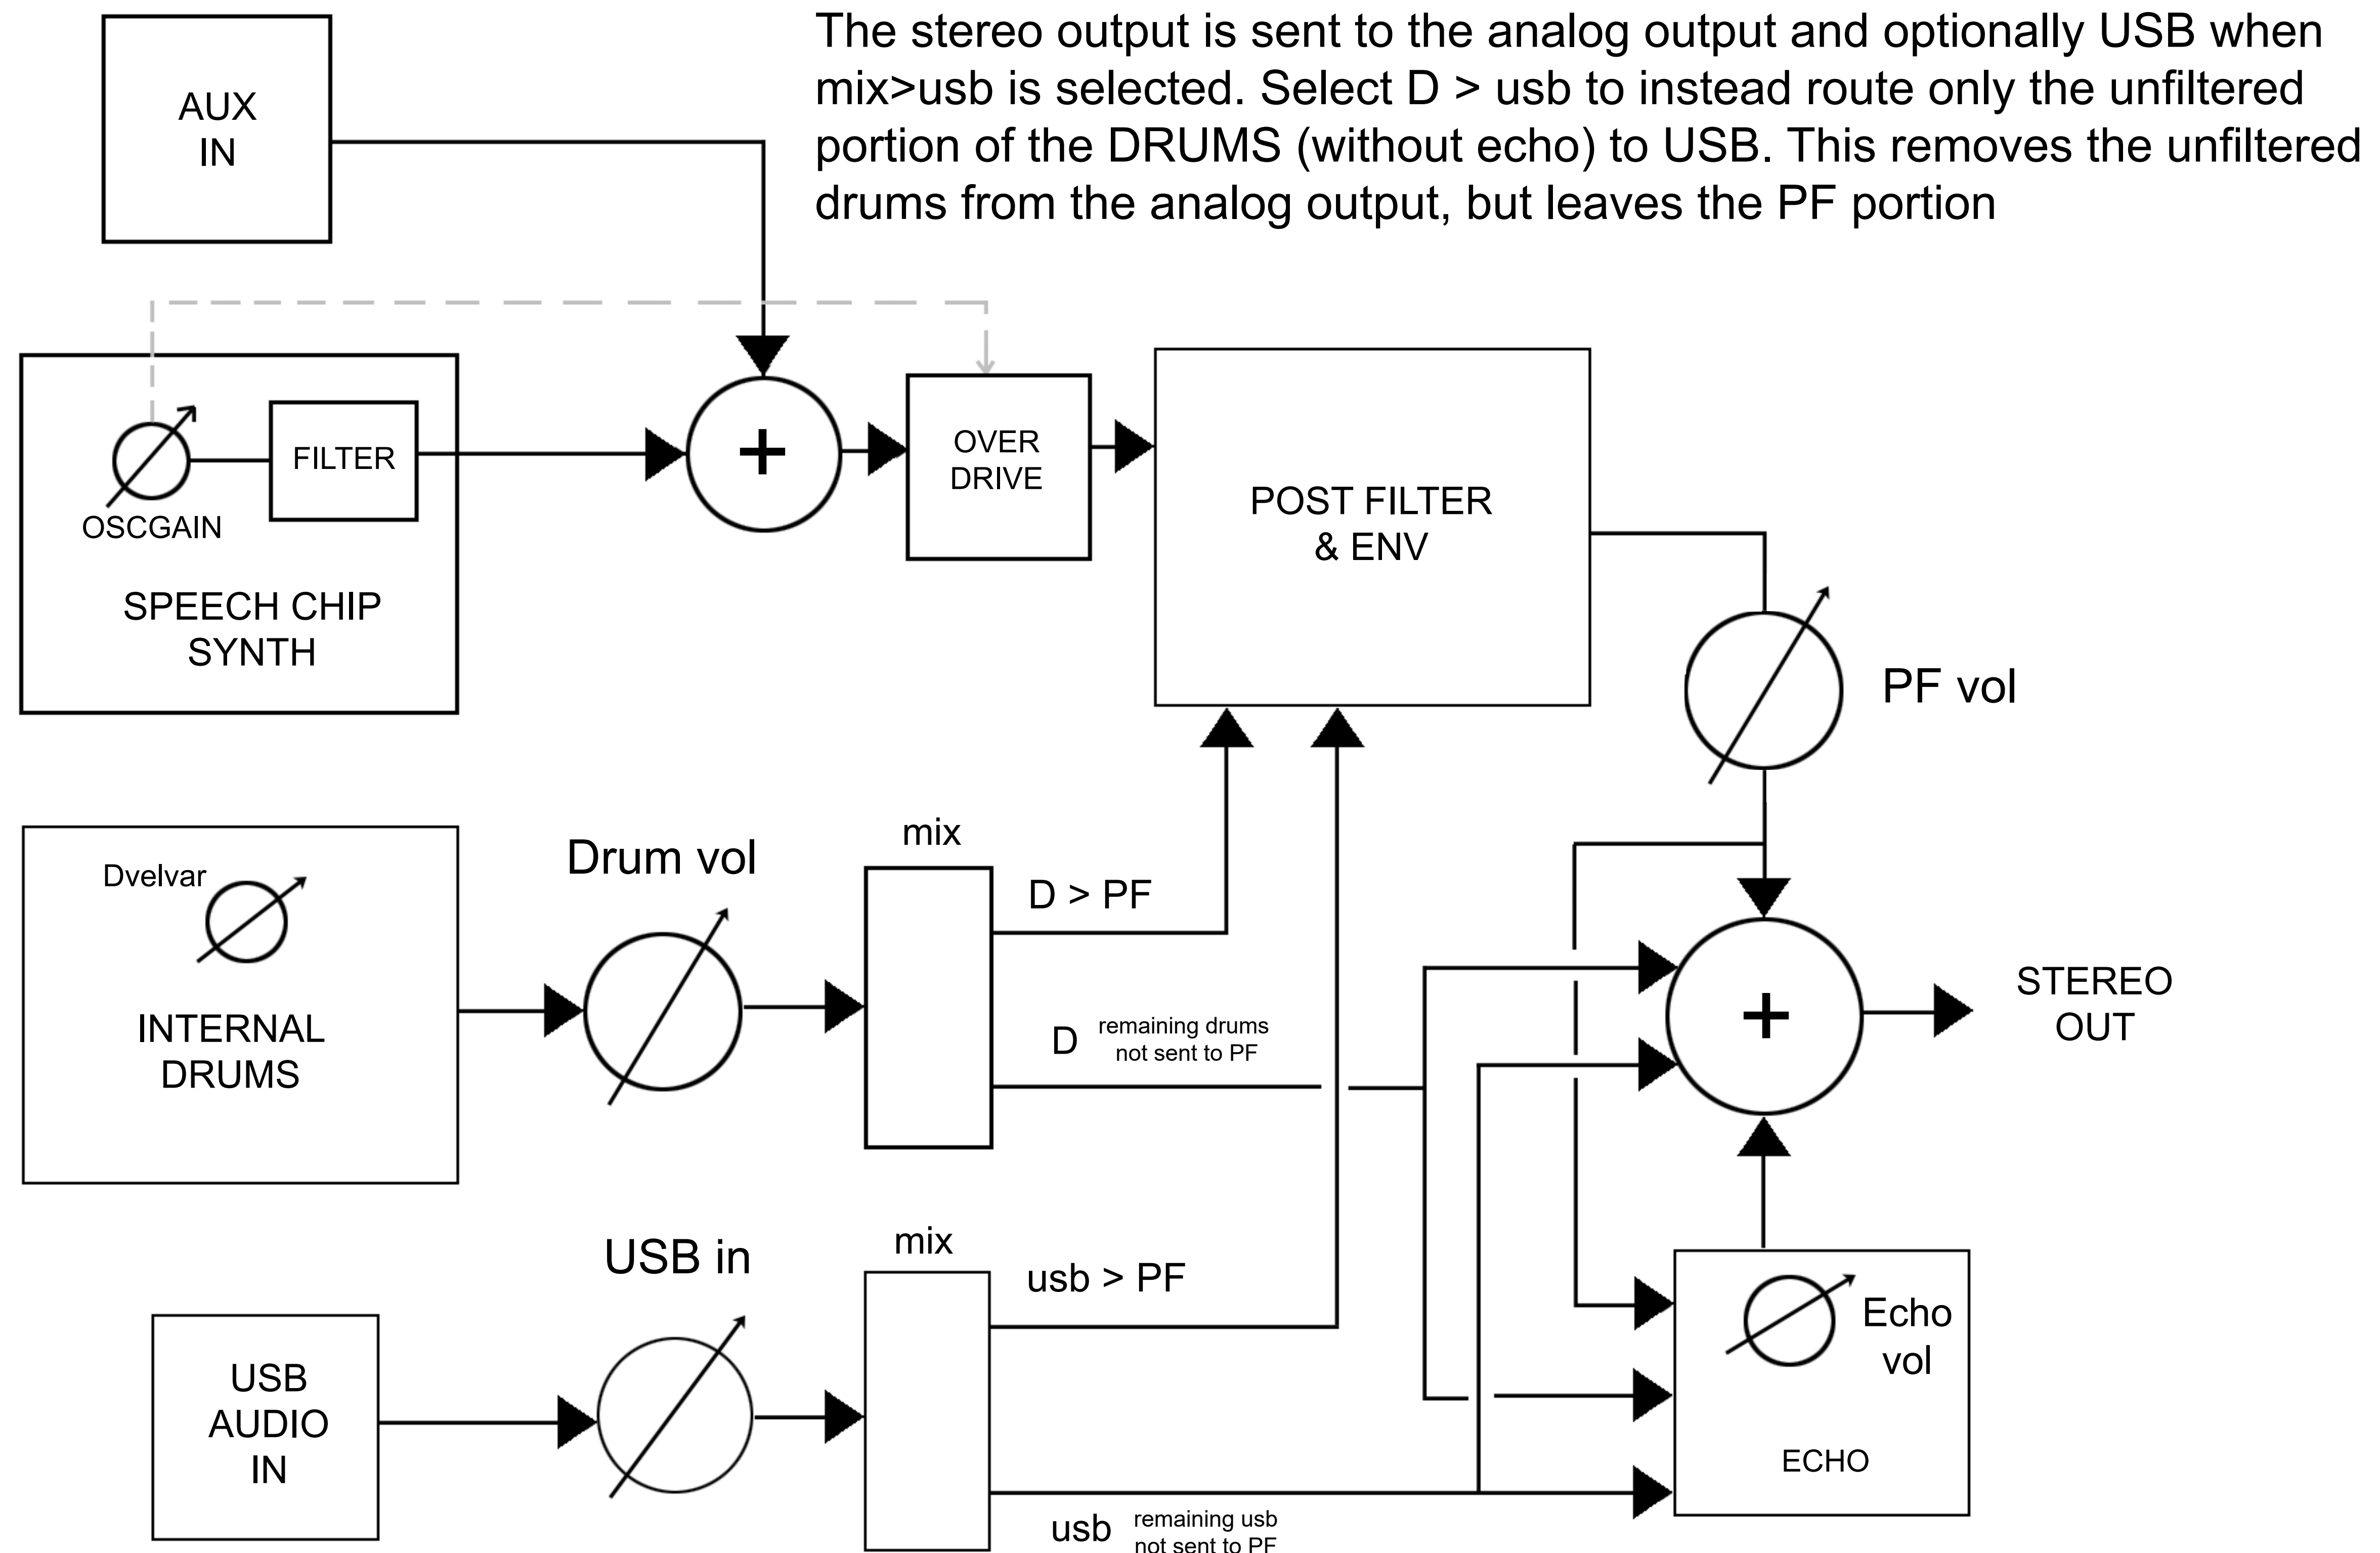 The stereo output is sent to the analog output and optionally USB when
mix>usb is selected. Select D > usb to instead route only the unfiltered
portion of the DRUMS (without echo) to USB. This removes the unfiltered
drums from the analog output, but leaves the PF portion
AUX
IN
+
OVER
DRIVE
FILTER
OSCGAIN
SPEECH CHIP
SYNTH
POST FILTER
& ENV
PF vol
Dvelvar
INTERNAL
DRUMS
Drum vol
mix
D > PF
D
remaining drums
not sent to PF
+
STEREO
OUT
USB
AUDIO
IN
USB in
mix
usb > PF
usb
remaining usb
not sent to PF
Echo
vol
ECHO